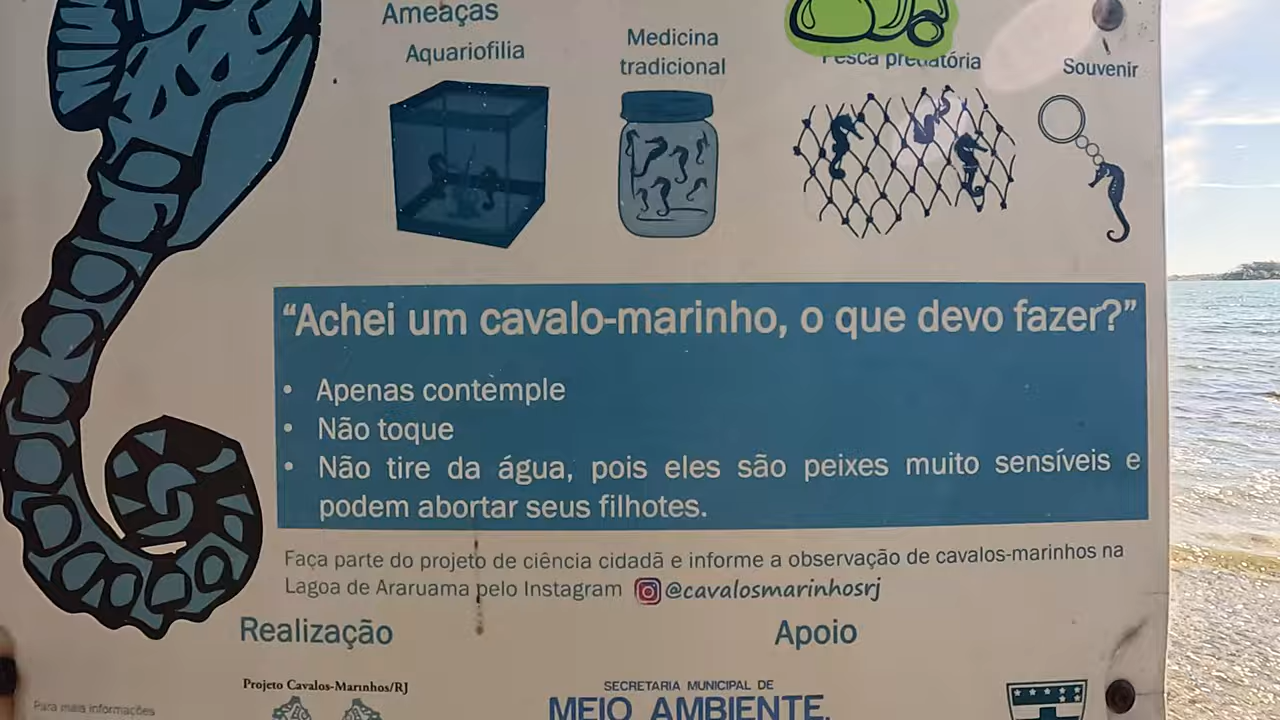 Ameaças
Aquariofilia
Medicina
tradicional
Pesca predatória
Souvenir
“Achei um cavalo-marinho, o que devo fazer?”
• Apenas contemple
• Não toque
• Não tire da água, pois eles são peixes muito sensíveis e
podem abortar seus filhotes.
Faça parte do projeto de ciência cidadã e informe a observação de cavalos-marinhos na
Lagoa de Araruama pelo Instagram @cavalosmarinhosrj
Realização
Apoio
Projeto Cavalos-Marinhos/RJ
SECRETARIA MUNICIPAL DE
MEIO AMBIENTE,
Para mais informações